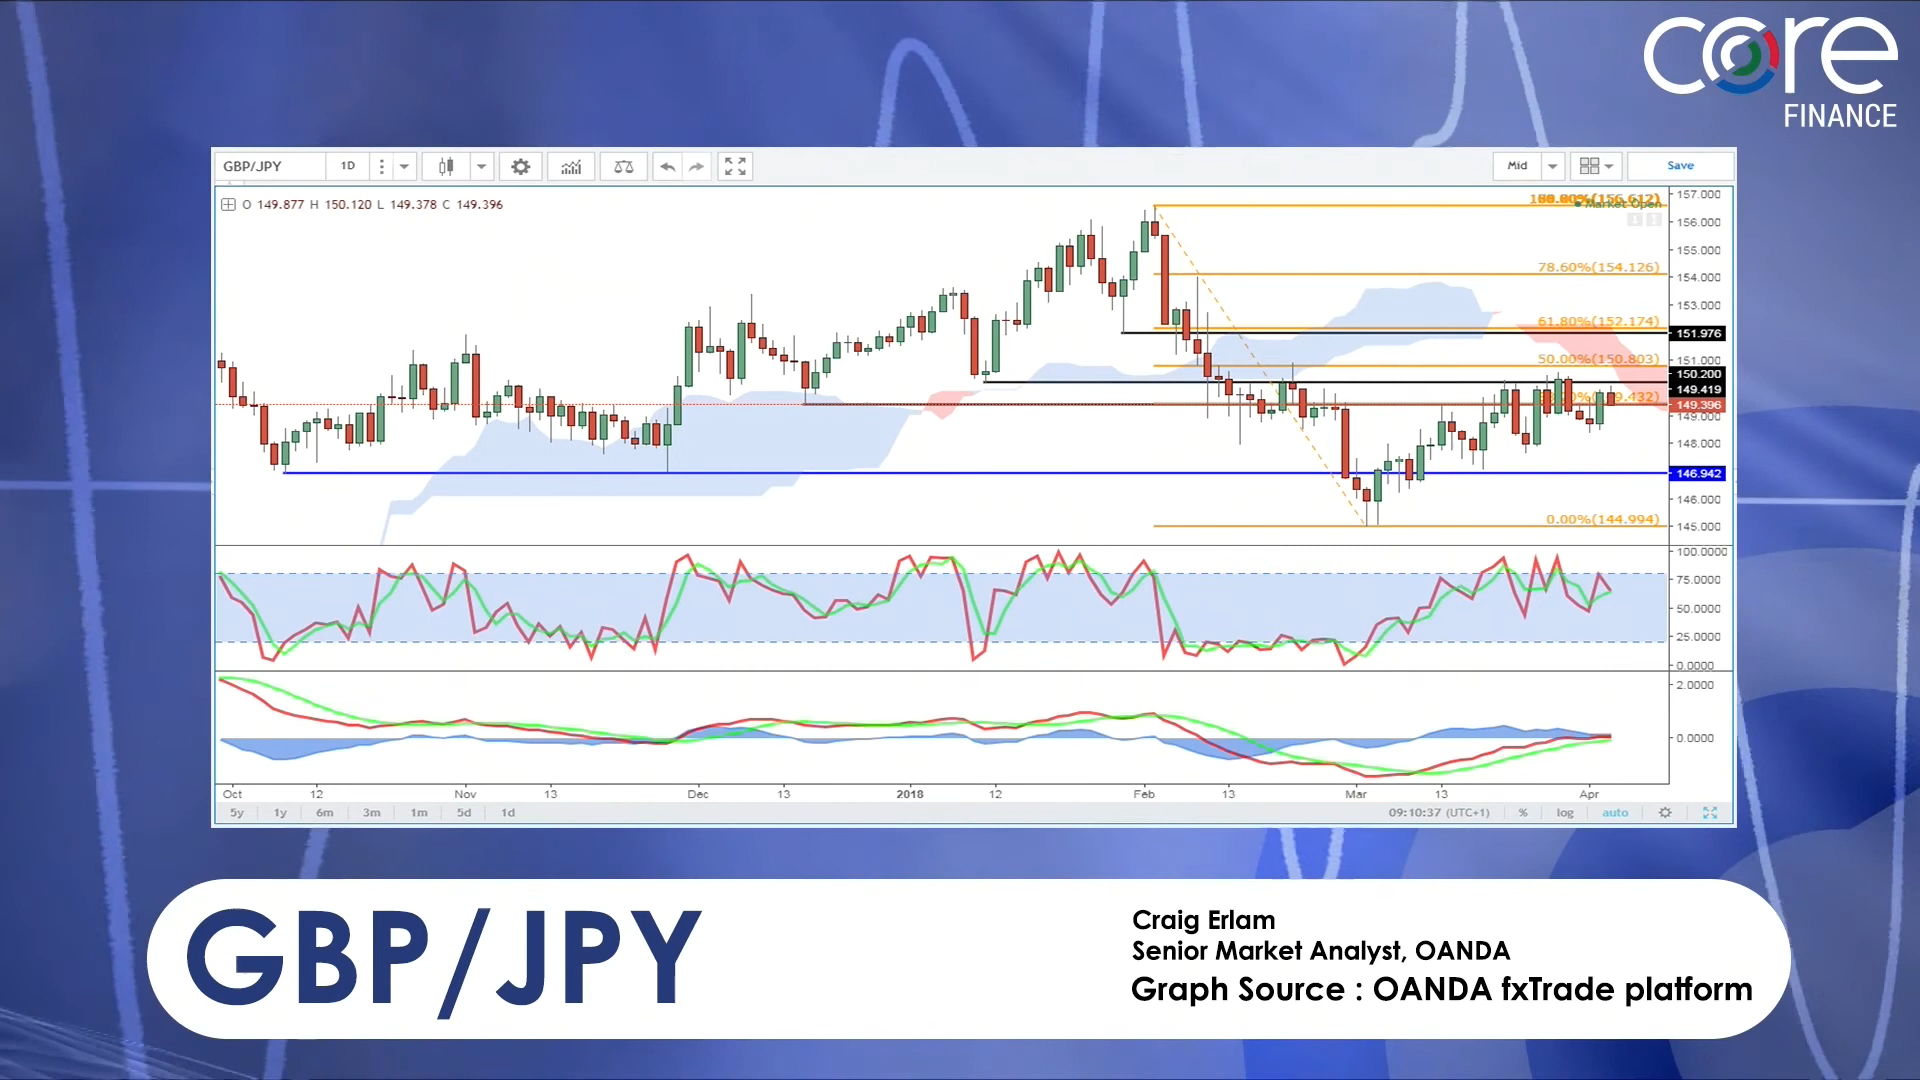 core
FINANCE
GBP/JPY 1D Mid Save
O 149.877 H 150.120 L 149.378 C 149.396
Market Open
157.000
156.000
155.000
78.60%(154.126)
154.000
153.000
61.80%(152.174)
151.976
50.00%(150.803)
151.000
150.200
149.419
149.396
149.000
148.000
146.942
146.000
0.00%(144.994)
145.000
100.0000
75.0000
50.0000
25.0000
0.0000
2.0000
0.0000
Oct 12 Nov 13 Dec 13 2018 12 Feb 13 Mar 13 Apr
5y 1y 6m 3m 1m 5d 1d 09:10:37 (UTC+1) % log auto
GBP/JPY
Craig Erlam
Senior Market Analyst, OANDA
Graph Source : OANDA fxTrade platform